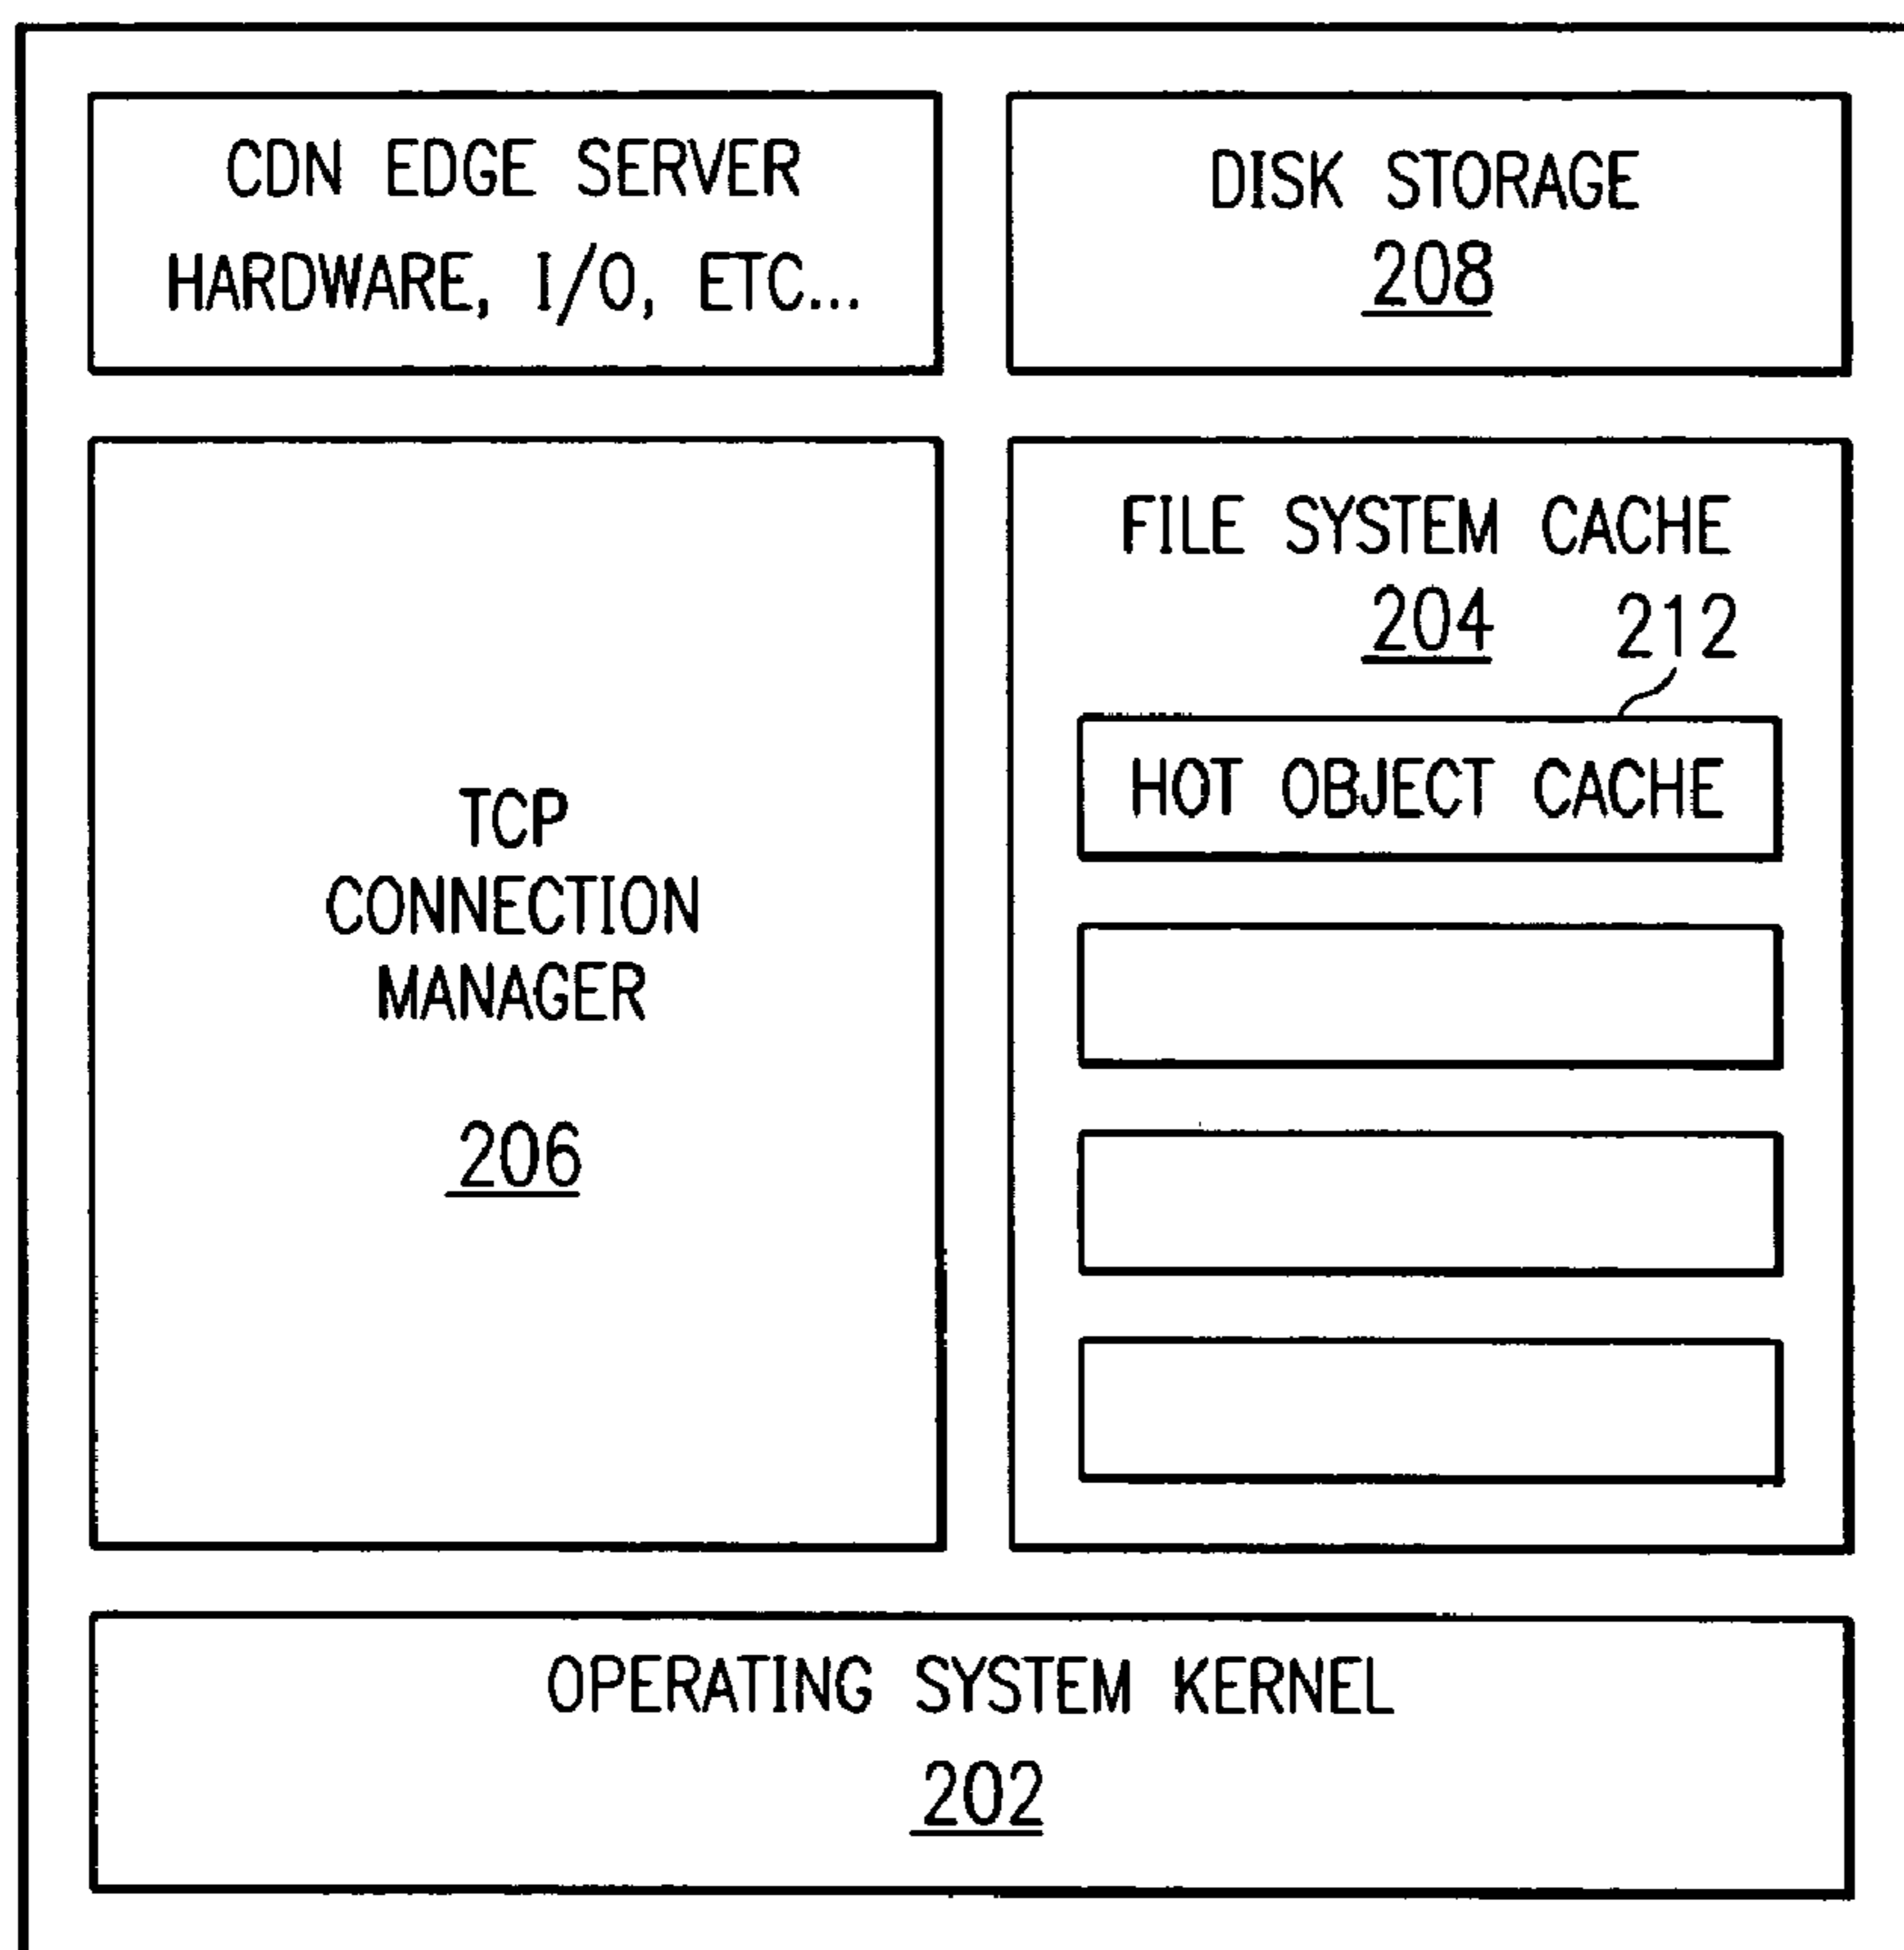 CDN EDGE SERVER
HARDWARE, I/O, ETC...
DISK STORAGE
208
TCP
CONNECTION
MANAGER
206
FILE SYSTEM CACHE
204
212
HOT OBJECT CACHE
OPERATING SYSTEM KERNEL
202